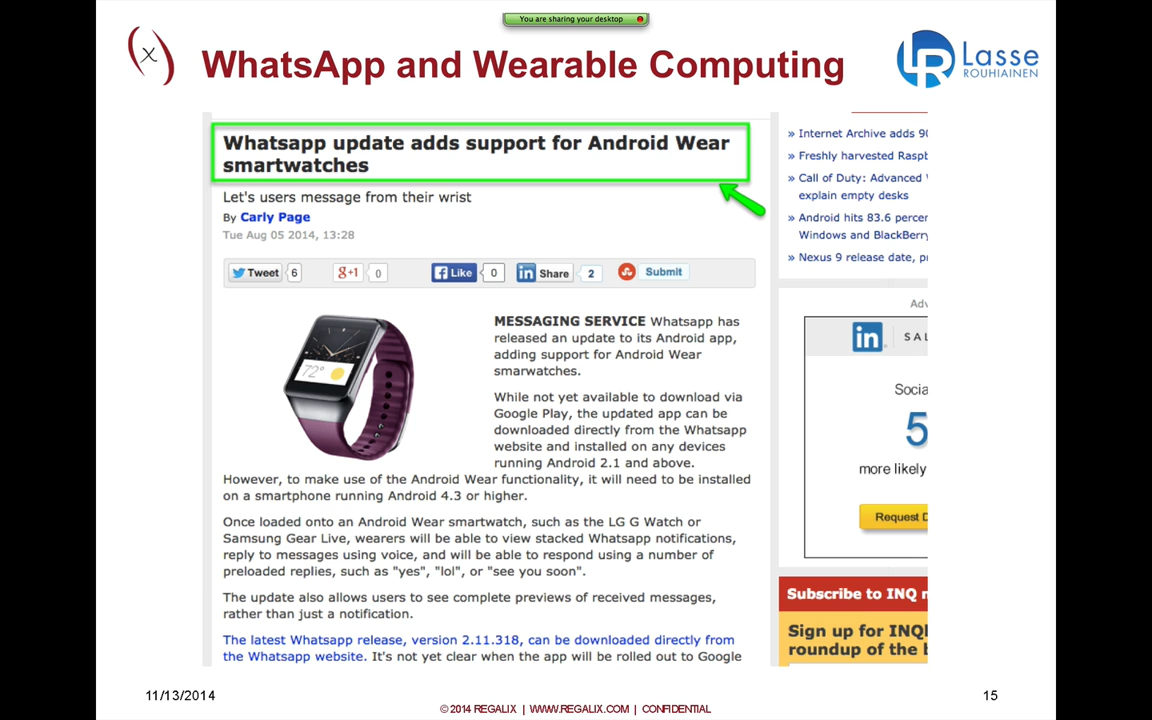 You are sharing your desktop
(x)
WhatsApp and Wearable Computing
LR Lasse
ROUHIAINEN
Whatsapp update adds support for Android Wear
smartwatches
Let's users message from their wrist
By Carly Page
Tue Aug 05 2014, 13:28
Tweet 6 g+1 0 f Like 0 in Share 2 Submit
72°
MESSAGING SERVICE Whatsapp has
released an update to its Android app,
adding support for Android Wear
smarwatches.
While not yet available to download via
Google Play, the updated app can be
downloaded directly from the Whatsapp
website and installed on any devices
running Android 2.1 and above.
However, to make use of the Android Wear functionality, it will need to be installed
on a smartphone running Android 4.3 or higher.
Once loaded onto an Android Wear smartwatch, such as the LG G Watch or
Samsung Gear Live, wearers will be able to view stacked Whatsapp notifications,
reply to messages using voice, and will be able to respond using a number of
preloaded replies, such as "yes", "lol", or "see you soon".
The update also allows users to see complete previews of received messages,
rather than just a notification.
The latest Whatsapp release, version 2.11.318, can be downloaded directly from
the Whatsapp website. It's not yet clear when the app will be rolled out to Google
» Internet Archive adds 90
» Freshly harvested Raspb
» Call of Duty: Advanced
explain empty desks
» Android hits 83.6 percer
Windows and BlackBerry
» Nexus 9 release date, p
Adv
in SAL
Socia
5
more likely
Request D
Subscribe to INQ
Sign up for INQ
roundup of the
11/13/2014
© 2014 REGALIX | WWW.REGALIX.COM | CONFIDENTIAL
15